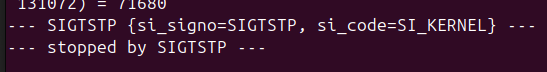 131072) = 71680
--- SIGTSTP {si_signo=SIGTSTP, si_code=SI_KERNEL} ---
--- stopped by SIGTSTP ---